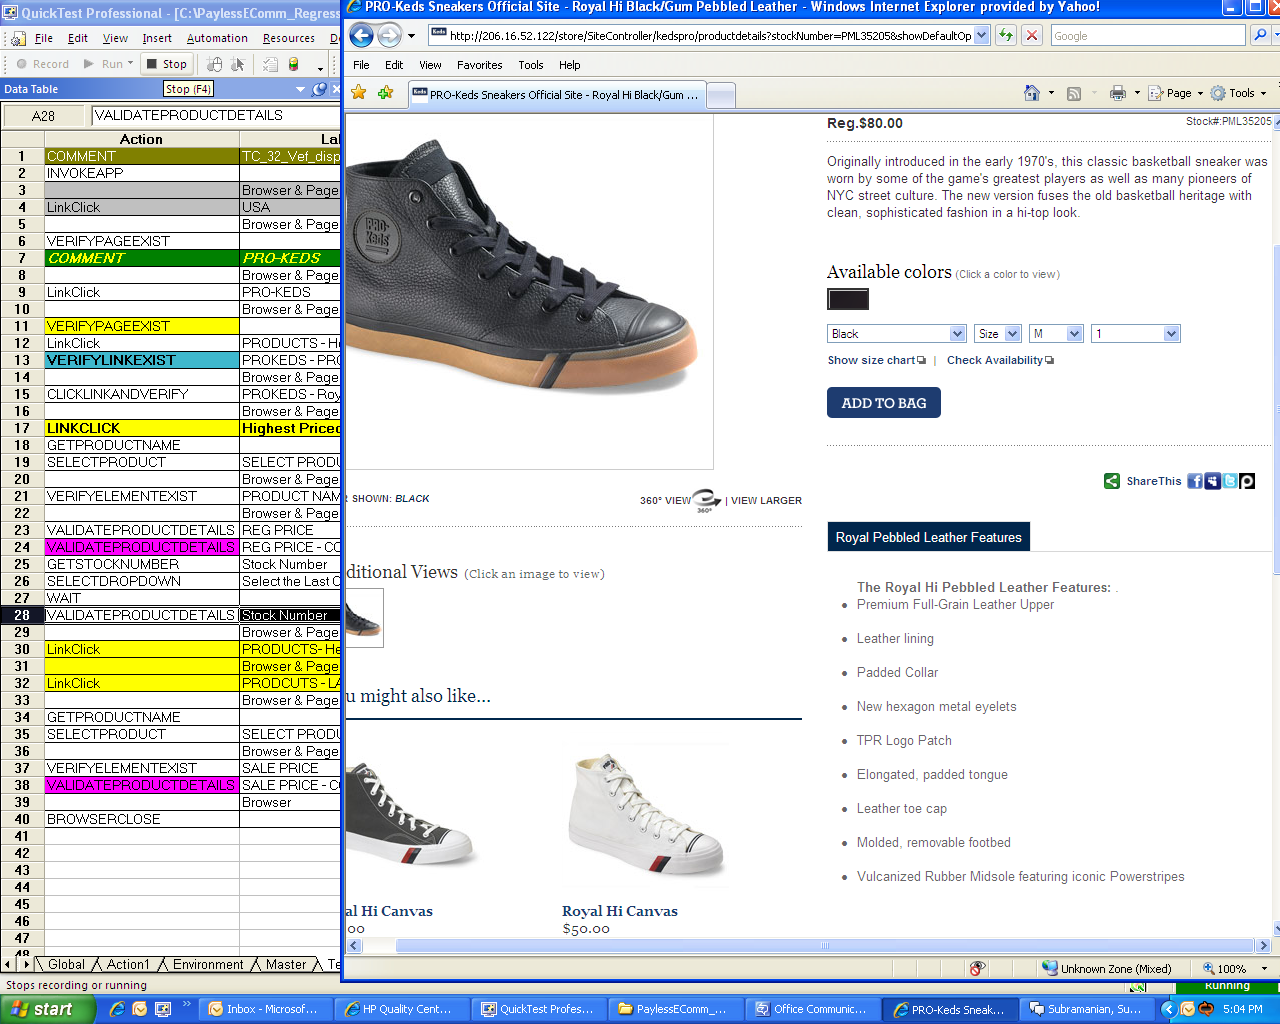 QuickTest Professional - [C:\PaylessEComm_Regress
File Edit View Insert Automation Resources
Record Run Stop
Stop (F4)
Data Table
A28 VALIDATEPRODUCTDETAILS
Action
1 COMMENT TC_32_Vef_disp
2 INVOKEAPP
3 Browser & Page
4 LinkClick USA
5 Browser & Page
6 VERIFYPAGEEXIST
7 COMMENT PRO-KEDS
8 Browser & Page
9 LinkClick PRO-KEDS
10 Browser & Page
11 VERIFYPAGEEXIST
12 LinkClick PRODUCTS - He
13 VERIFYLINKEXIST PROKEDS - PRO
14 Browser & Page
15 CLICKLINKANDVERIFY PROKEDS - Roy
16 Browser & Page
17 LINKCLICK Highest Priced
18 GETPRODUCTNAME
19 SELECTPRODUCT SELECT PRODU
20 Browser & Page
21 VERIFYELEMENTEXIST PRODUCT NAM
22 Browser & Page
23 VALIDATEPRODUCTDETAILS REG PRICE
24 VALIDATEPRODUCTDETAILS REG PRICE - CO
25 GETSTOCKNUMBER Stock Number
26 SELECTDROPDOWN Select the Last C
27 WAIT
28 VALIDATEPRODUCTDETAILS Stock Number
29 Browser & Page
30 LinkClick PRODUCTS- He
31 Browser & Page
32 LinkClick PRODCUTS - LA
33 Browser & Page
34 GETPRODUCTNAME
35 SELECTPRODUCT SELECT PRODU
36 Browser & Page
37 VERIFYELEMENTEXIST SALE PRICE
38 VALIDATEPRODUCTDETAILS SALE PRICE - CO
39 Browser
40 BROWSERCLOSE
41
42
43
44
45
46
47
48
Global Action1 Environment Master Te
Stops recording or running
PRO-Keds Sneakers Official Site - Royal Hi Black/Gum Pebbled Leather - Windows Internet Explorer provided by Yahoo!
Keds http://206.16.52.122/store/SiteController/kedspro/productdetails?stockNumber=PML35205&showDefaultOp
Google
File Edit View Favorites Tools Help
Keds PRO-Keds Sneakers Official Site - Royal Hi Black/Gum ...
Page Tools
PRO-Keds
Reg.$80.00 Stock#:PML35205
Originally introduced in the early 1970's, this classic basketball sneaker was
worn by some of the game's greatest players as well as many pioneers of
NYC street culture. The new version fuses the old basketball heritage with
clean, sophisticated fashion in a hi-top look.
Available colors (Click a color to view)
Black Size M 1
Show size chart | Check Availability
ADD TO BAG
ShareThis
R SHOWN: BLACK
360° VIEW 360° | VIEW LARGER
Royal Pebbled Leather Features
The Royal Hi Pebbled Leather Features: .
Premium Full-Grain Leather Upper
Leather lining
Padded Collar
New hexagon metal eyelets
TPR Logo Patch
Elongated, padded tongue
Leather toe cap
Molded, removable footbed
Vulcanized Rubber Midsole featuring iconic Powerstripes
ditional Views (Click an image to view)
u might also like...
al Hi Canvas
00
Royal Hi Canvas
$50.00
Unknown Zone (Mixed) 100%
Running
start
Inbox - Microsof...
HP Quality Cent...
QuickTest Profes...
PaylessEComm_...
Office Communic...
PRO-Keds Sneak...
Subramanian, Su...
5:04 PM